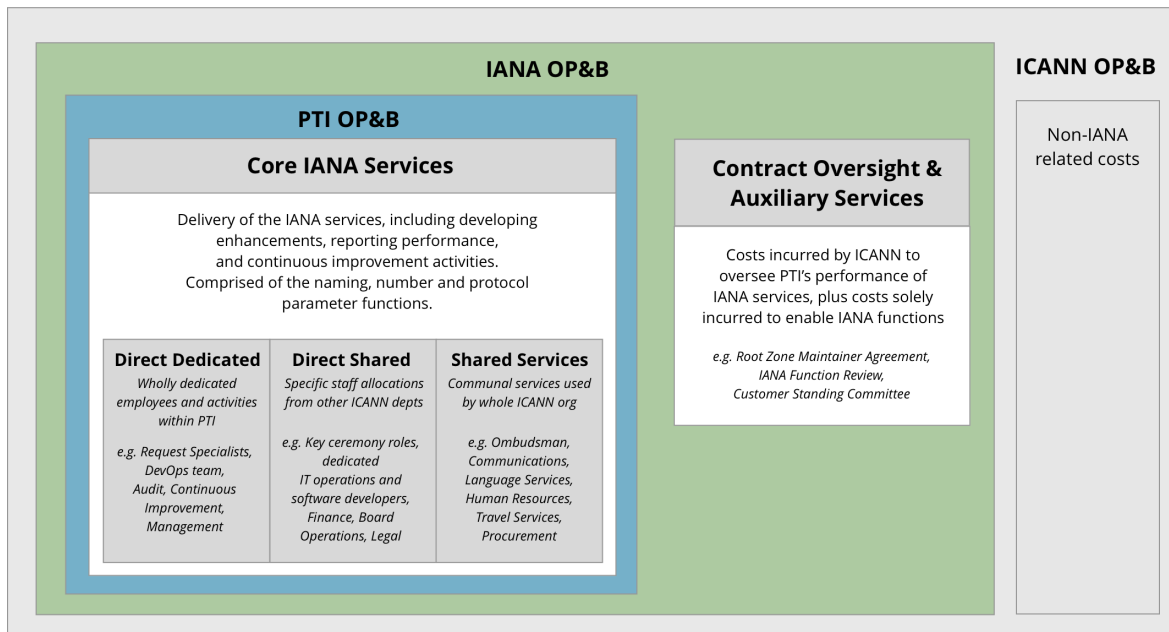 IANA OP&B
ICANN OP&B
PTI OP&B
Core IANA Services
Delivery of the IANA services, including developing
enhancements, reporting performance,
and continuous improvement activities.
Comprised of the naming, number and protocol
parameter functions.
Direct Dedicated
Wholly dedicated
employees and activities
within PTI
e.g. Request Specialists,
DevOps team,
Audit, Continuous
Improvement,
Management
Direct Shared
Specific staff allocations
from other ICANN depts
e.g. Key ceremony roles,
dedicated
IT operations and
software developers,
Finance, Board
Operations, Legal
Shared Services
Communal services used
by whole ICANN org
e.g. Ombudsman,
Communications,
Language Services,
Human Resources,
Travel Services,
Procurement
Contract Oversight &
Auxiliary Services
Costs incurred by ICANN to
oversee PTI’s performance of
IANA services, plus costs solely
incurred to enable IANA functions
e.g. Root Zone Maintainer Agreement,
IANA Function Review,
Customer Standing Committee
Non-IANA
related costs